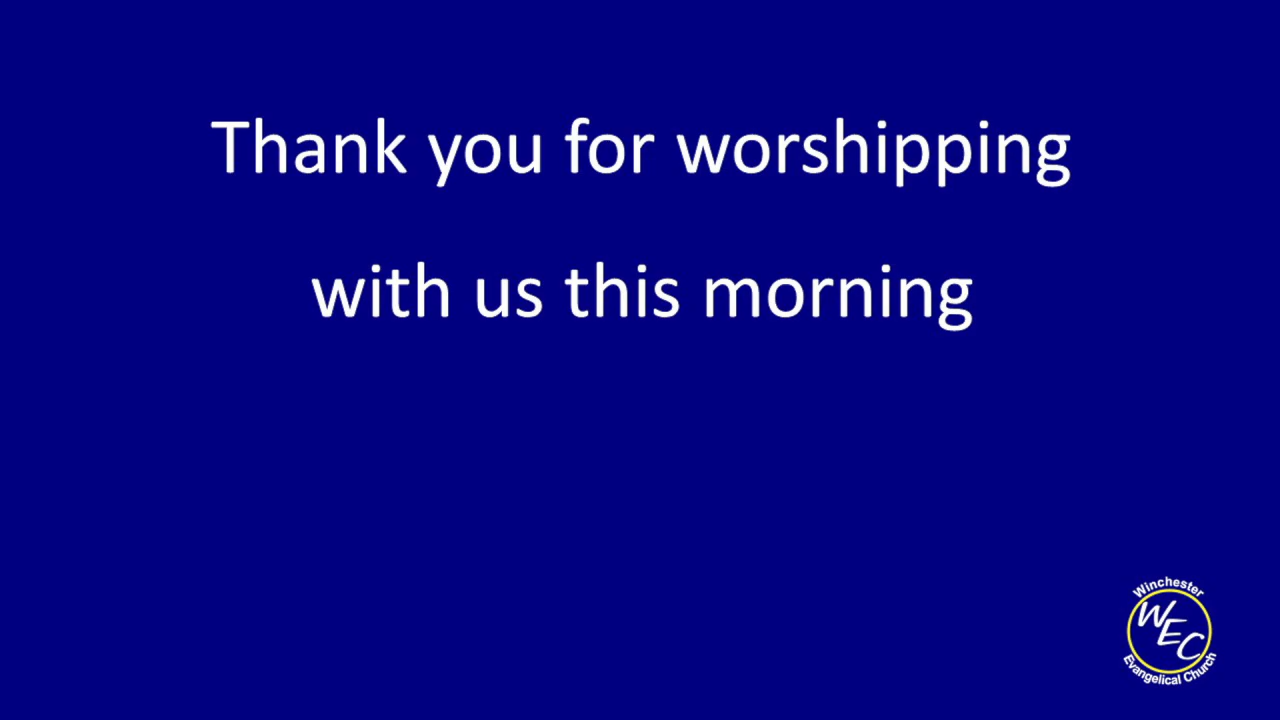 Thank you for worshipping
with us this morning
Winchester
WEC
Evangelical Church